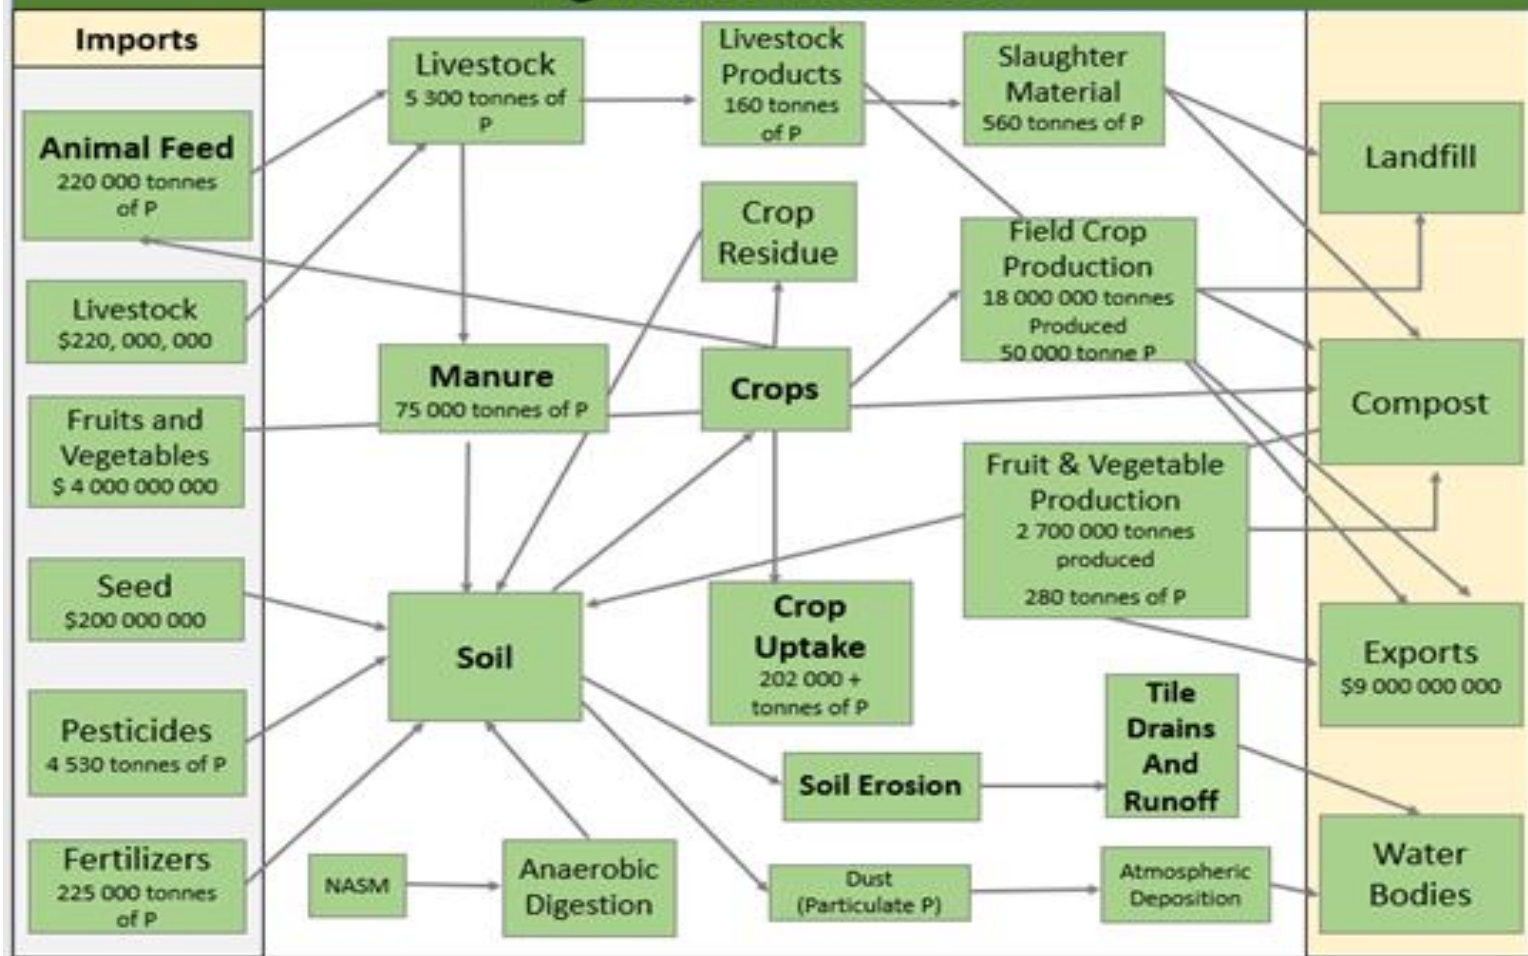 Imports
Animal Feed
220 000 tonnes
of P
Livestock
$220, 000, 000
Fruits and
Vegetables
$ 4 000 000 000
Seed
$200 000 000
Pesticides
4 530 tonnes of P
Fertilizers
225 000 tonnes
of P
Livestock
5 300 tonnes of
P
Livestock
Products
160 tonnes
of P
Slaughter
Material
560 tonnes of P
Crop
Residue
Field Crop
Production
18 000 000 tonnes
Produced
50 000 tonne P
Manure
75 000 tonnes of P
Crops
Fruit & Vegetable
Production
2 700 000 tonnes
produced
280 tonnes of P
Soil
Crop
Uptake
202 000 +
tonnes of P
Tile
Drains
And
Runoff
Soil Erosion
NASM
Anaerobic
Digestion
Dust
(Particulate P)
Atmospheric
Deposition
Landfill
Compost
Exports
$9 000 000 000
Water
Bodies